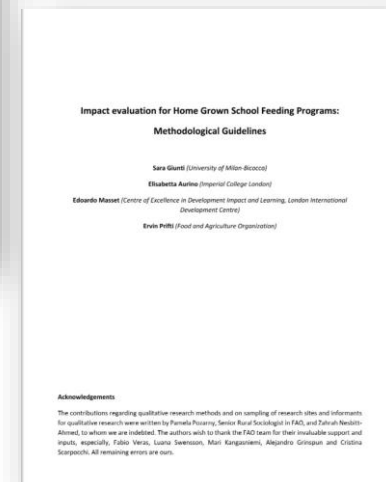 Impact evaluation for Home Grown School Feeding Programs:
Methodological Guidelines
Sara Giunti (University of Milan-Bicocca)
Elisabetta Aurino (Imperial College London)
Edoardo Masset (Centre of Excellence in Development Impact and Learning, London International
Development Centre)
Ervin Prifti (Food and Agriculture Organization)
Acknowledgements
The contributions regarding qualitative research methods and on sampling of research sites and informants
for qualitative research were written by Pamela Pozarny, Senior Rural Sociologist in FAO, and Zahrah Nesbitt-
Ahmed, to whom we are indebted. The authors wish to thank the FAO team for their invaluable support and
inputs, especially, Fabio Veras, Luana Swensson, Mari Kangasniemi, Alejandro Grinspun and Cristina
Scarpocchi. All remaining errors are ours.